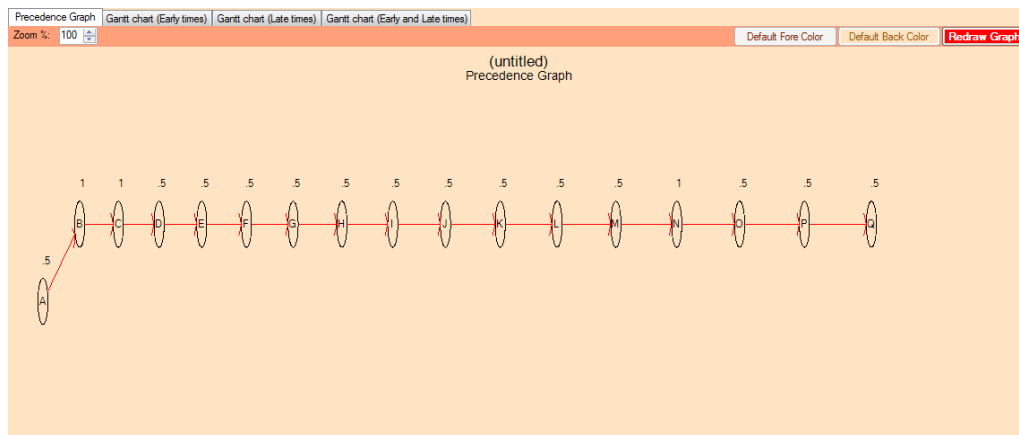 Precedence Graph Gantt chart (Early times) Gantt chart (Late times) Gantt chart (Early and Late times)
Zoom %: 100 Default Fore Color Default Back Color Redraw Graph
(untitled)
Precedence Graph
1 1 .5 .5 .5 .5 .5 .5 .5 .5 .5 .5 1 .5 .5 .5
B C D E F G H I J K L M N O P Q
.5
A